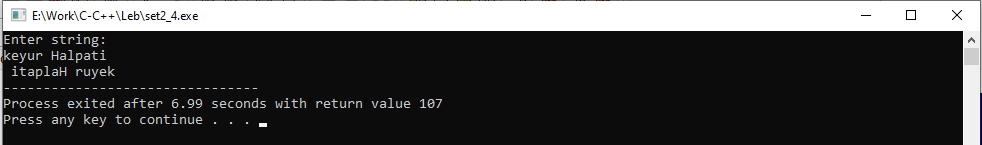 E:\Work\C-C++\Leb\set2_4.exe
Enter string:
keyur Halpati
 itaplaH ruyek
--------------------------------
Process exited after 6.99 seconds with return value 107
Press any key to continue . . .